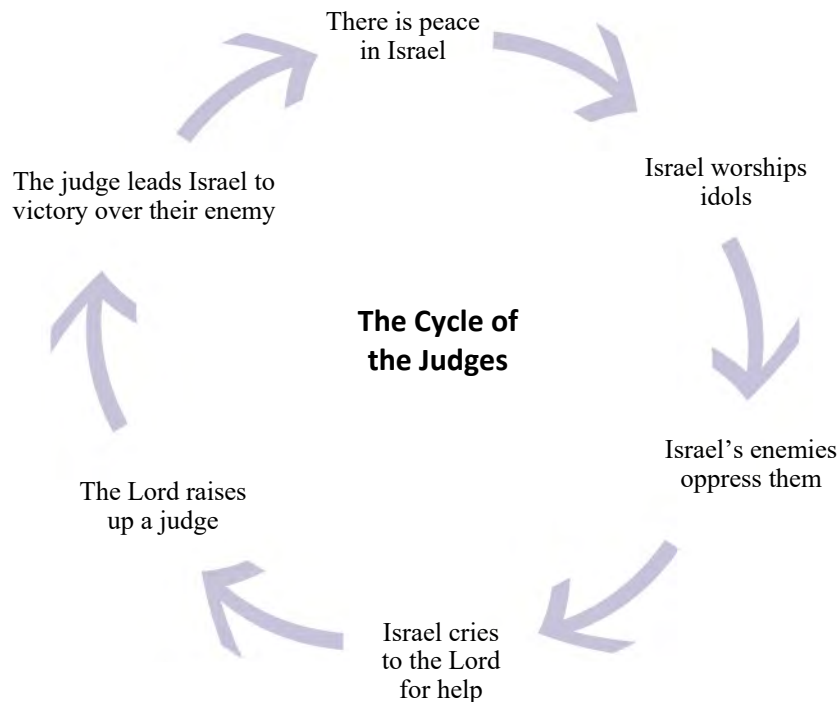 There is peace
in Israel
Israel worships
idols
Israel’s enemies
oppress them
Israel cries
to the Lord
for help
The Lord raises
up a judge
The judge leads Israel to
victory over their enemy
The Cycle of
the Judges